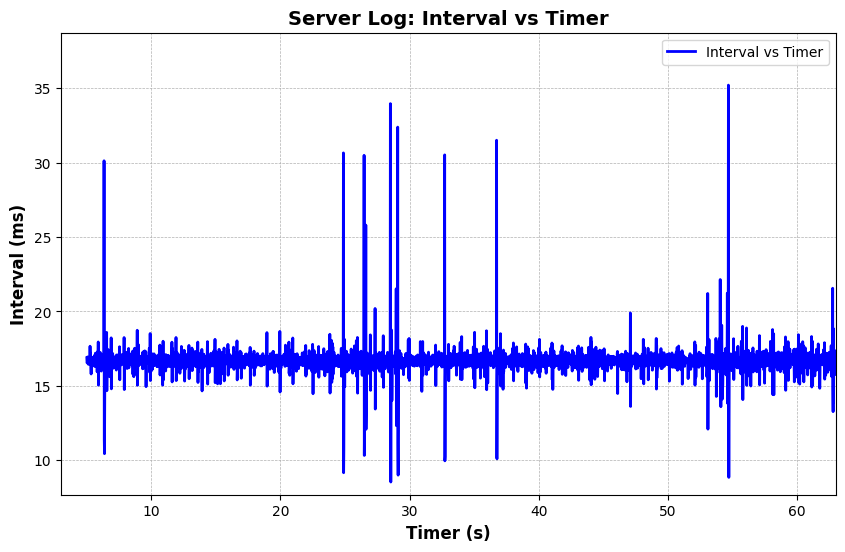 Server Log: Interval vs Timer
Interval vs Timer
35
30
25
20
15
10
Interval (ms)
10 20 30 40 50 60
Timer (s)